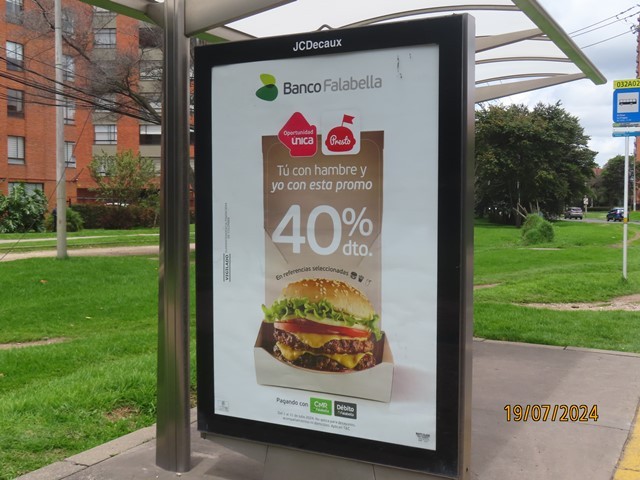 JCDecaux
Banco Falabella
Oportunidad
única
Presto
Tú con hambre y
yo con esta promo
40%
dto.
En referencias seleccionadas
Pagando con
CMR
Débito
VIGILADO
032A02
19/07/2024